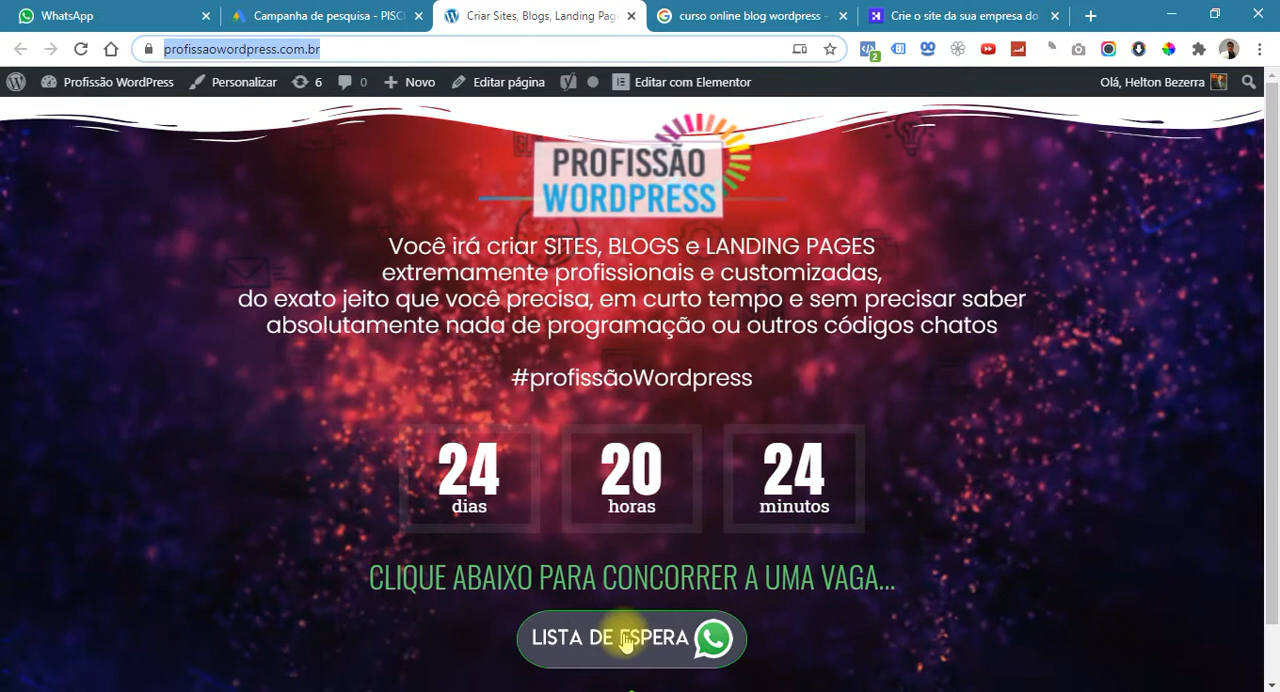 WhatsApp
Campanha de pesquisa - PISCI
Criar Sites, Blogs, Landing Page
curso online blog wordpress -
Crie o site da sua empresa do
profissaowordpress.com.br
2
Profissão WordPress
Personalizar
6
0
Novo
Editar página
Editar com Elementor
Olá, Helton Bezerra
PROFISSÃO
WORDPRESS
Você irá criar SITES, BLOGS e LANDING PAGES
extremamente profissionais e customizadas,
do exato jeito que você precisa, em curto tempo e sem precisar saber
absolutamente nada de programação ou outros códigos chatos
#profissãoWordpress
24
dias
20
horas
24
minutos
CLIQUE ABAIXO PARA CONCORRER A UMA VAGA...
LISTA DE ESPERA